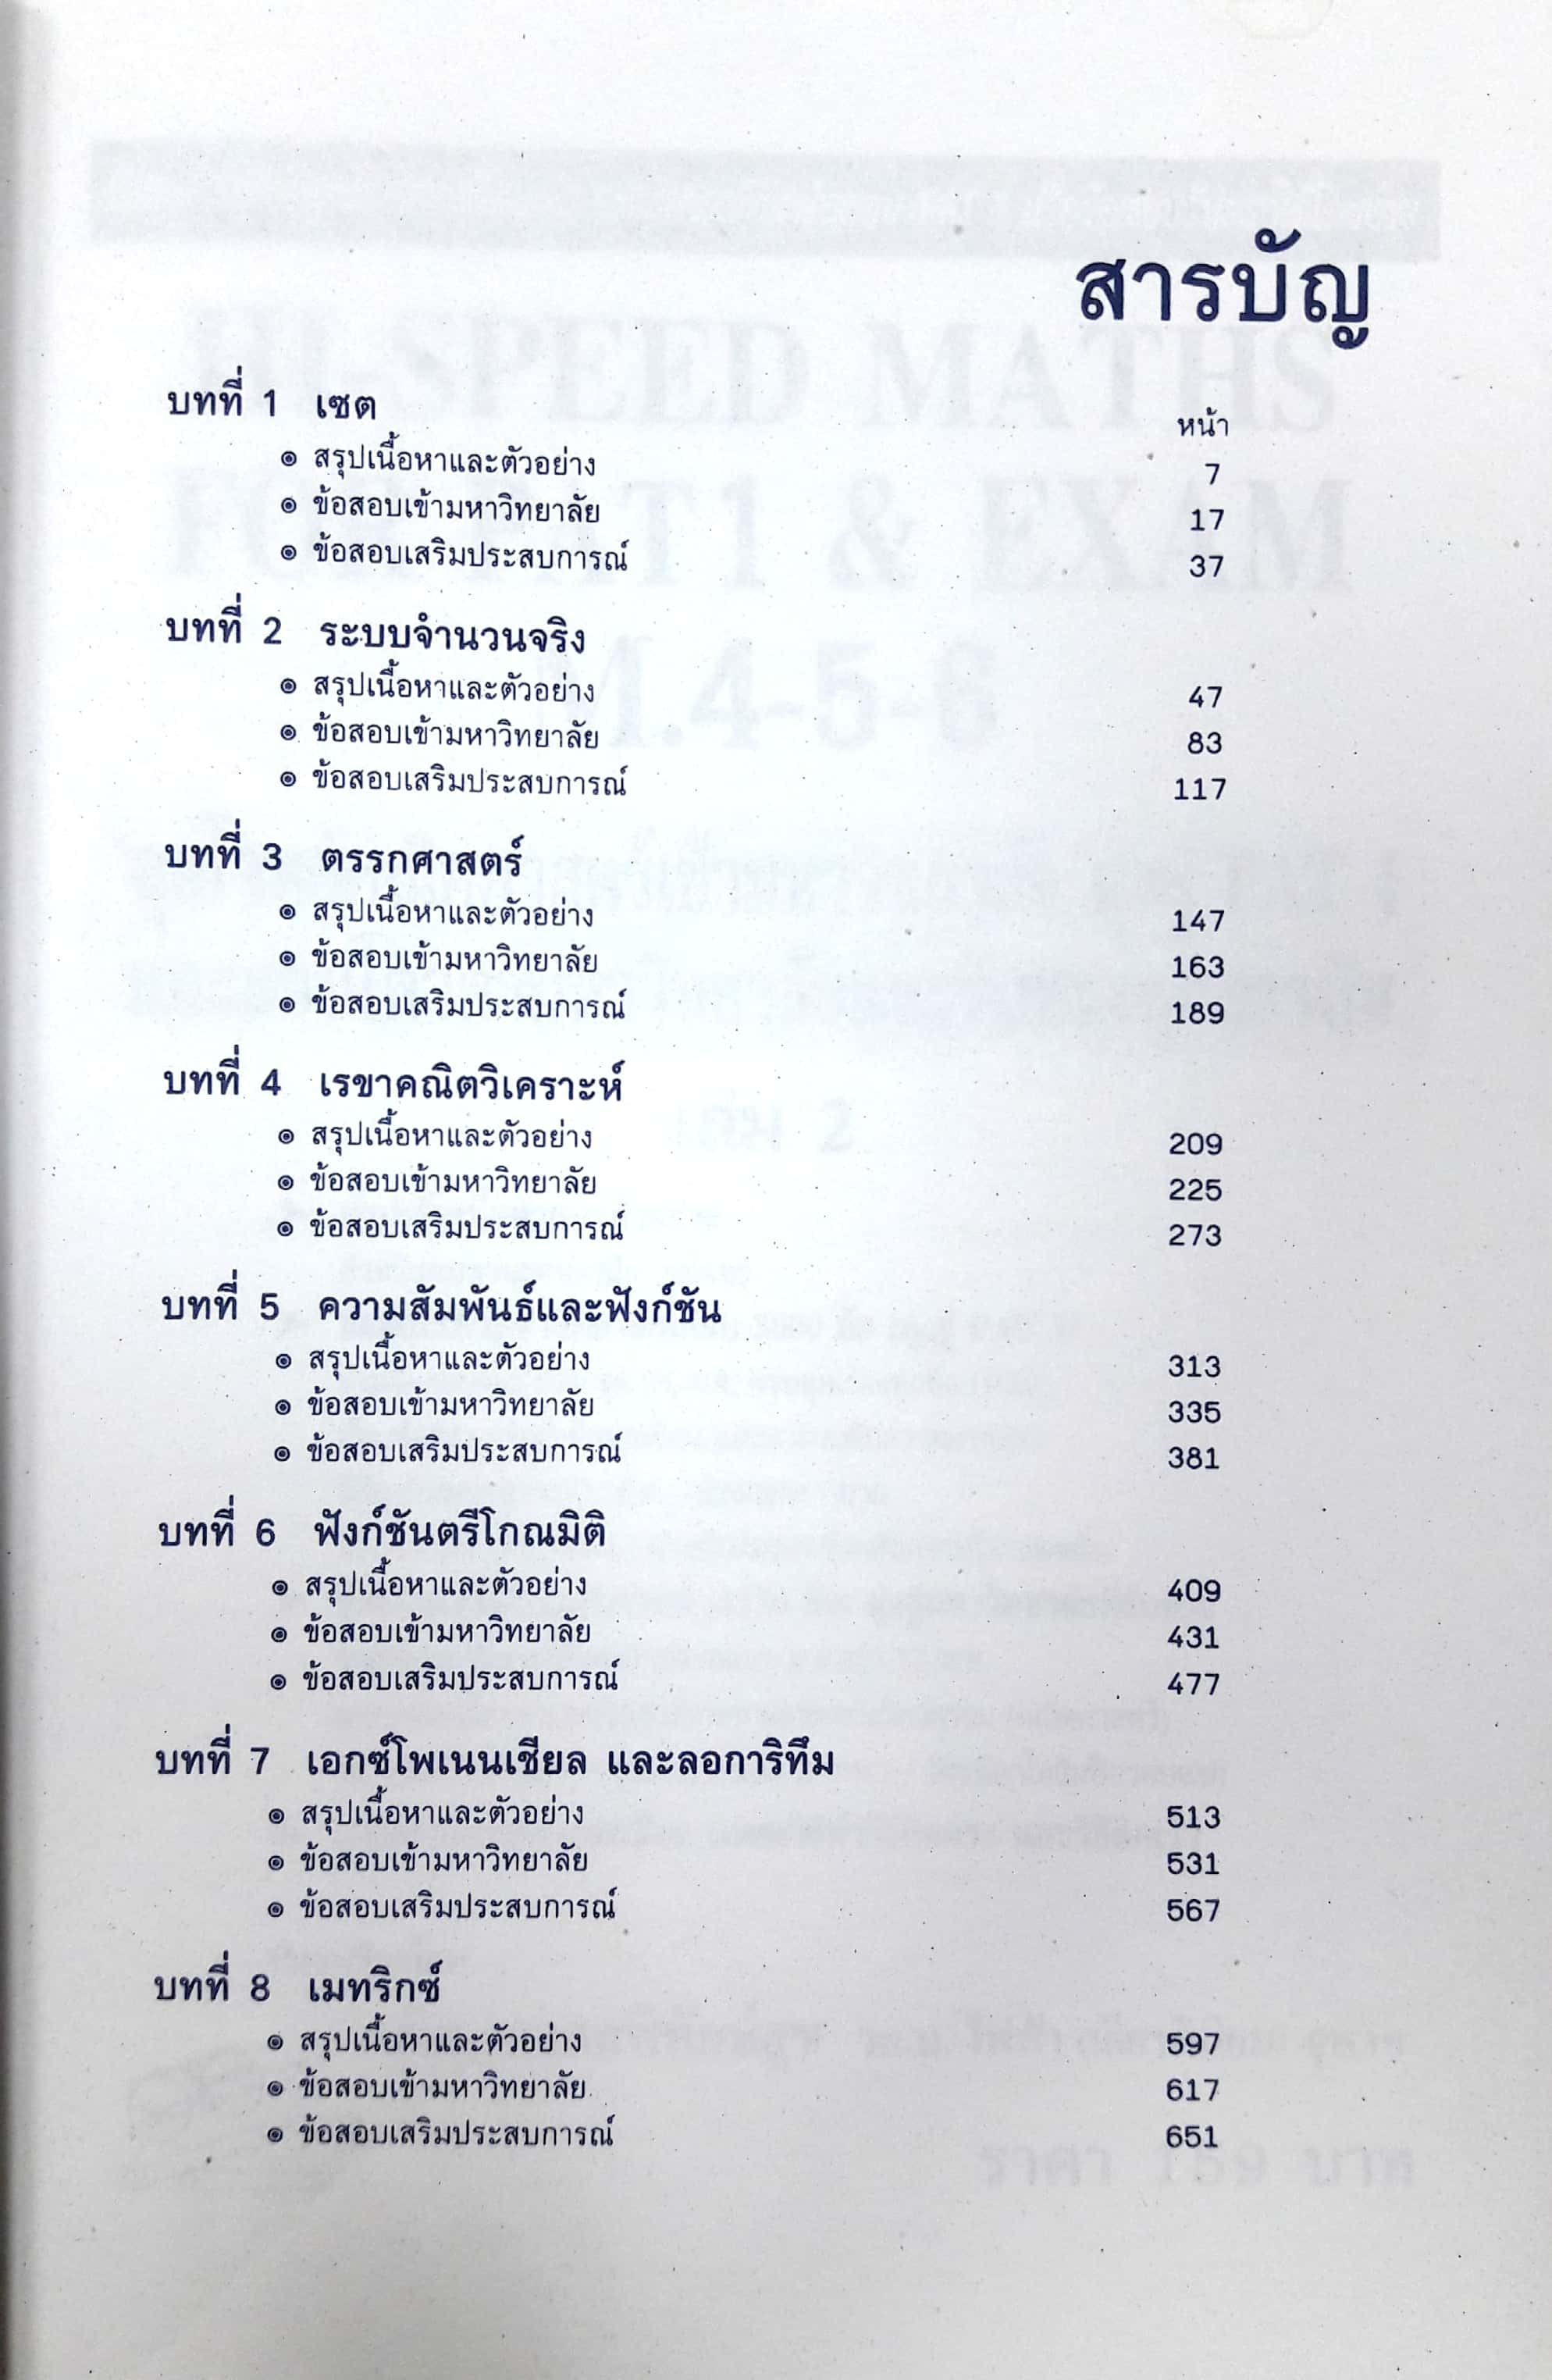 สารบัญ
บทที่ 1 เซต
หน้า
๏ สรุปเนื้อหาและตัวอย่าง 7
๏ ข้อสอบเข้ามหาวิทยาลัย 17
๏ ข้อสอบเสริมประสบการณ์ 37
บทที่ 2 ระบบจำนวนจริง
๏ สรุปเนื้อหาและตัวอย่าง 47
๏ ข้อสอบเข้ามหาวิทยาลัย 83
๏ ข้อสอบเสริมประสบการณ์ 117
บทที่ 3 ตรรกศาสตร์
๏ สรุปเนื้อหาและตัวอย่าง 147
๏ ข้อสอบเข้ามหาวิทยาลัย 163
๏ ข้อสอบเสริมประสบการณ์ 189
บทที่ 4 เรขาคณิตวิเคราะห์
๏ สรุปเนื้อหาและตัวอย่าง 209
๏ ข้อสอบเข้ามหาวิทยาลัย 225
๏ ข้อสอบเสริมประสบการณ์ 273
บทที่ 5 ความสัมพันธ์และฟังก์ชัน
๏ สรุปเนื้อหาและตัวอย่าง 313
๏ ข้อสอบเข้ามหาวิทยาลัย 335
๏ ข้อสอบเสริมประสบการณ์ 381
บทที่ 6 ฟังก์ชันตรีโกณมิติ
๏ สรุปเนื้อหาและตัวอย่าง 409
๏ ข้อสอบเข้ามหาวิทยาลัย 431
๏ ข้อสอบเสริมประสบการณ์ 477
บทที่ 7 เอกซ์โพเนนเชียล และลอการิทึม
๏ สรุปเนื้อหาและตัวอย่าง 513
๏ ข้อสอบเข้ามหาวิทยาลัย 531
๏ ข้อสอบเสริมประสบการณ์ 567
บทที่ 8 เมทริกซ์
๏ สรุปเนื้อหาและตัวอย่าง 597
๏ ข้อสอบเข้ามหาวิทยาลัย 617
๏ ข้อสอบเสริมประสบการณ์ 651